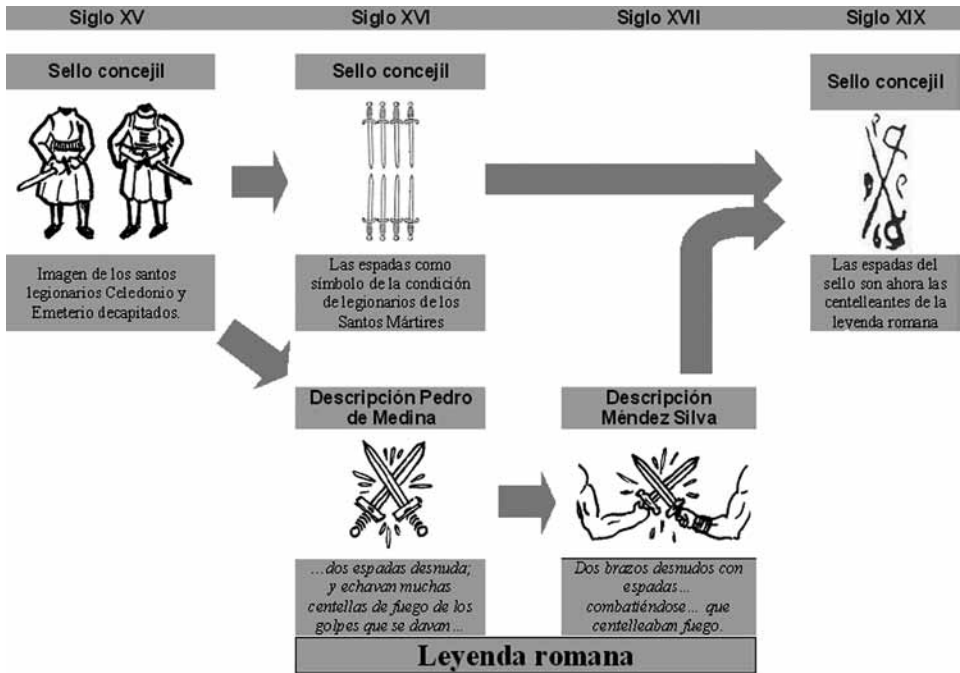 Siglo XV
Siglo XVI
Siglo XVII
Siglo XIX
Sello concejil
Imagen de los santos
legionarios Celedonio y
Emeterio decapitados.
Sello concejil
Las espadas como
símbolo de la condición
de legionarios de los
Santos Mártires
Sello concejil
Las espadas del
sello son ahora las
centelleantes de la
leyenda romana
Descripción Pedro
de Medina
...dos espadas desnuda;
y echavan muchas
centellas de fuego de los
golpes que se davan...
Descripción
Méndez Silva
Dos brazos desnudos con
espadas...
combatiéndose... que
centelleaban fuego.
Leyenda romana